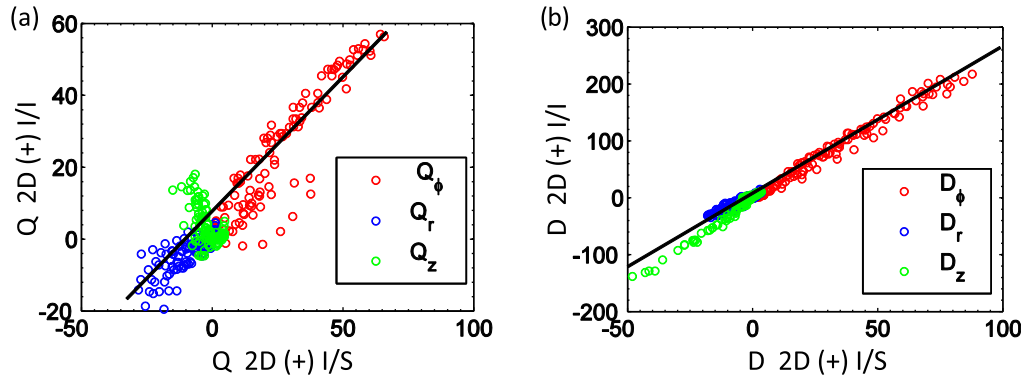 (a)
60
40
20
0
-20
-50
0
50
100
Q 2D (+) I/I
Q 2D (+) I/S
Qϕ
Qr
Qz
(b)
300
200
100
0
-100
-200
-50
0
50
100
D 2D (+) I/I
D 2D (+) I/S
Dϕ
Dr
Dz